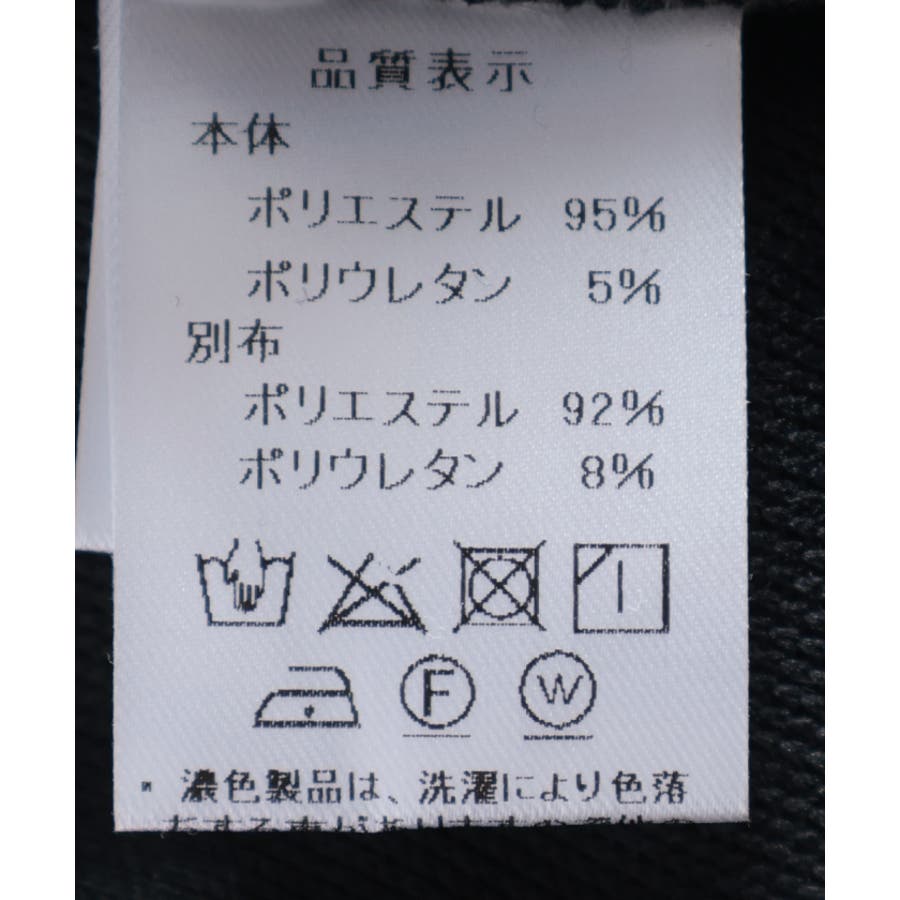 品質表示
本体
ポリエステル 95%
ポリウレタン 5%
別布
ポリエステル 92%
ポリウレタン 8%
F W
・濃色製品は、洗濯により色落